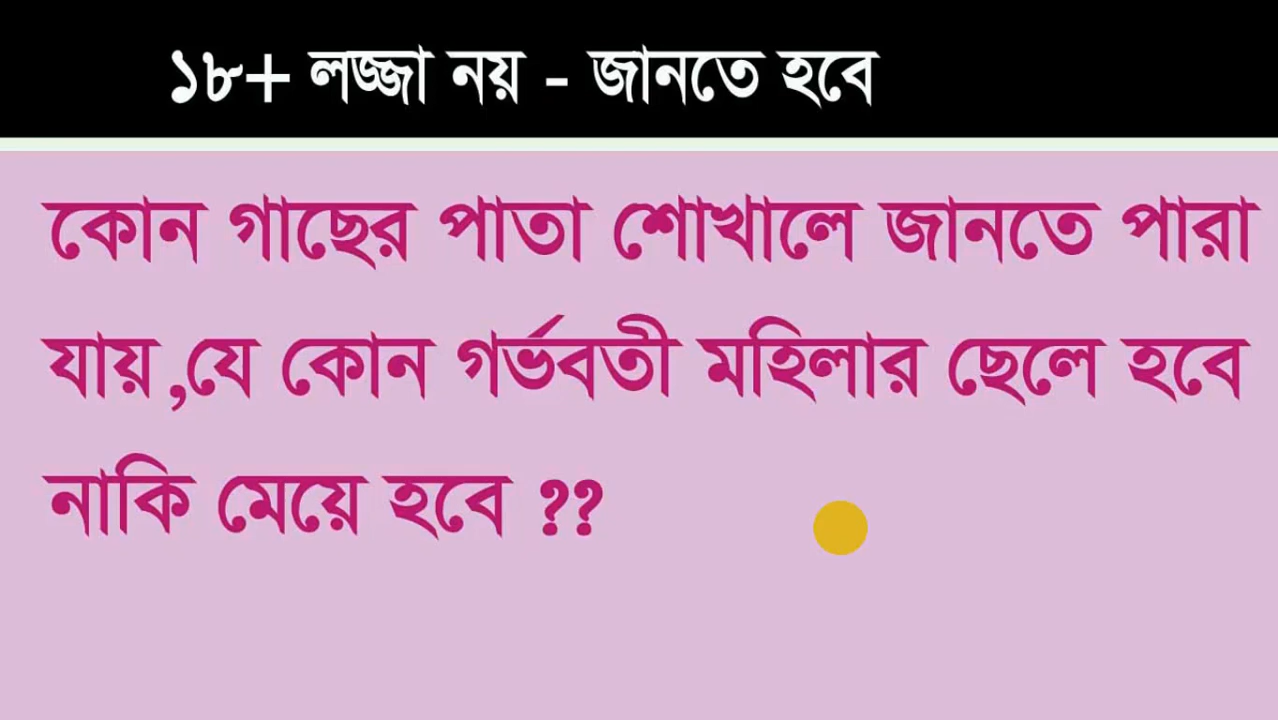 ১৮+ লজ্জা নয় - জানতে হবে
কোন গাছের পাতা শোখালে জানতে পারা
যায় ,যে কোন গর্ভবতী মহিলার ছেলে হবে
নাকি মেয়ে হবে ??